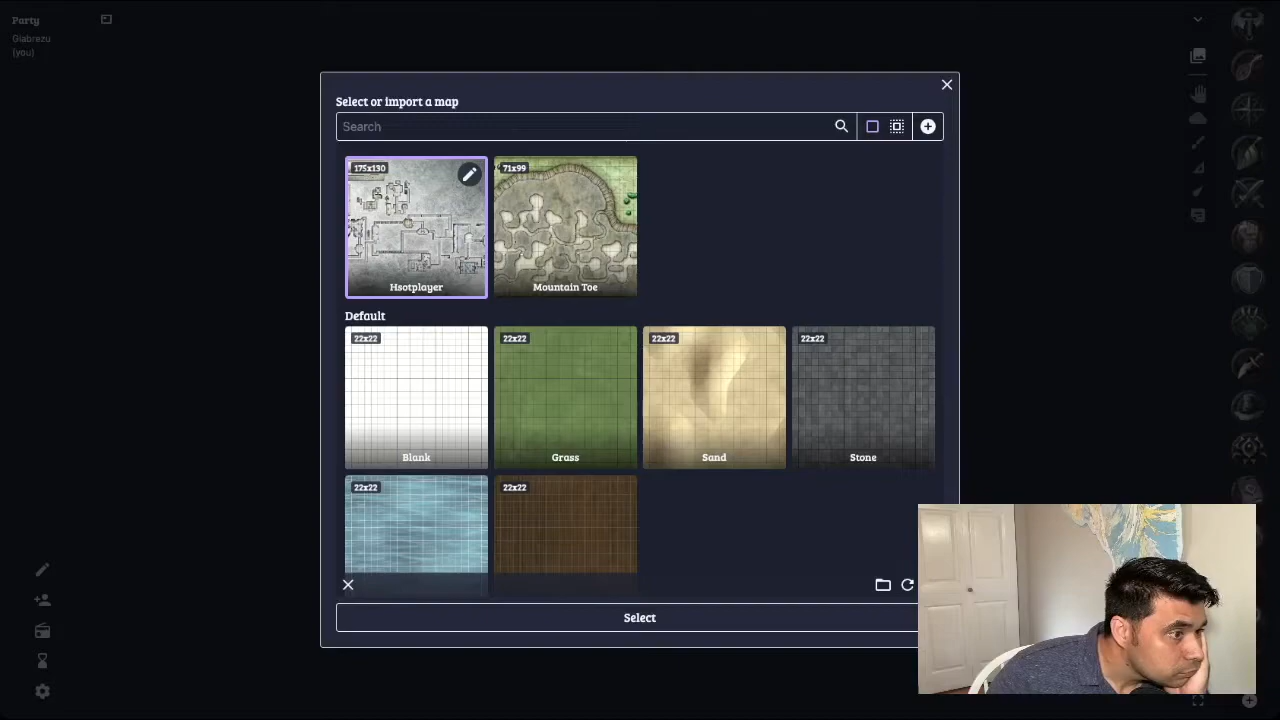 Party
Giabrezu
(you)
Select or import a map
Search
175x130
71x99
Hsotplayer
Mountain Toe
Default
22x22
22x22
22x22
22x22
Blank
Grass
Sand
Stone
22x22
22x22
Select